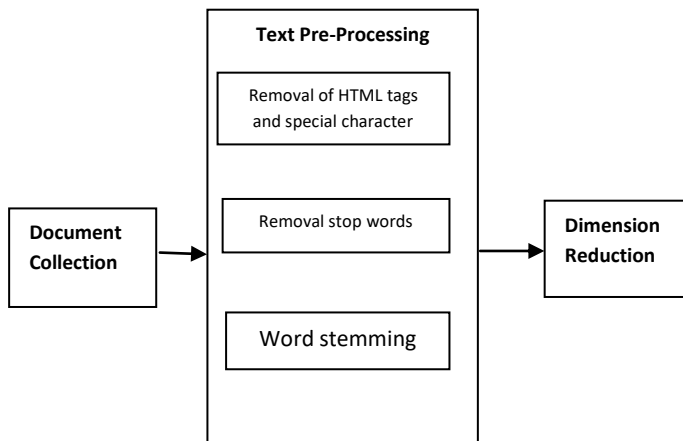 Text Pre-Processing
Removal of HTML tags
and special character
Document
Collection
Removal stop words
Dimension
Reduction
Word stemming